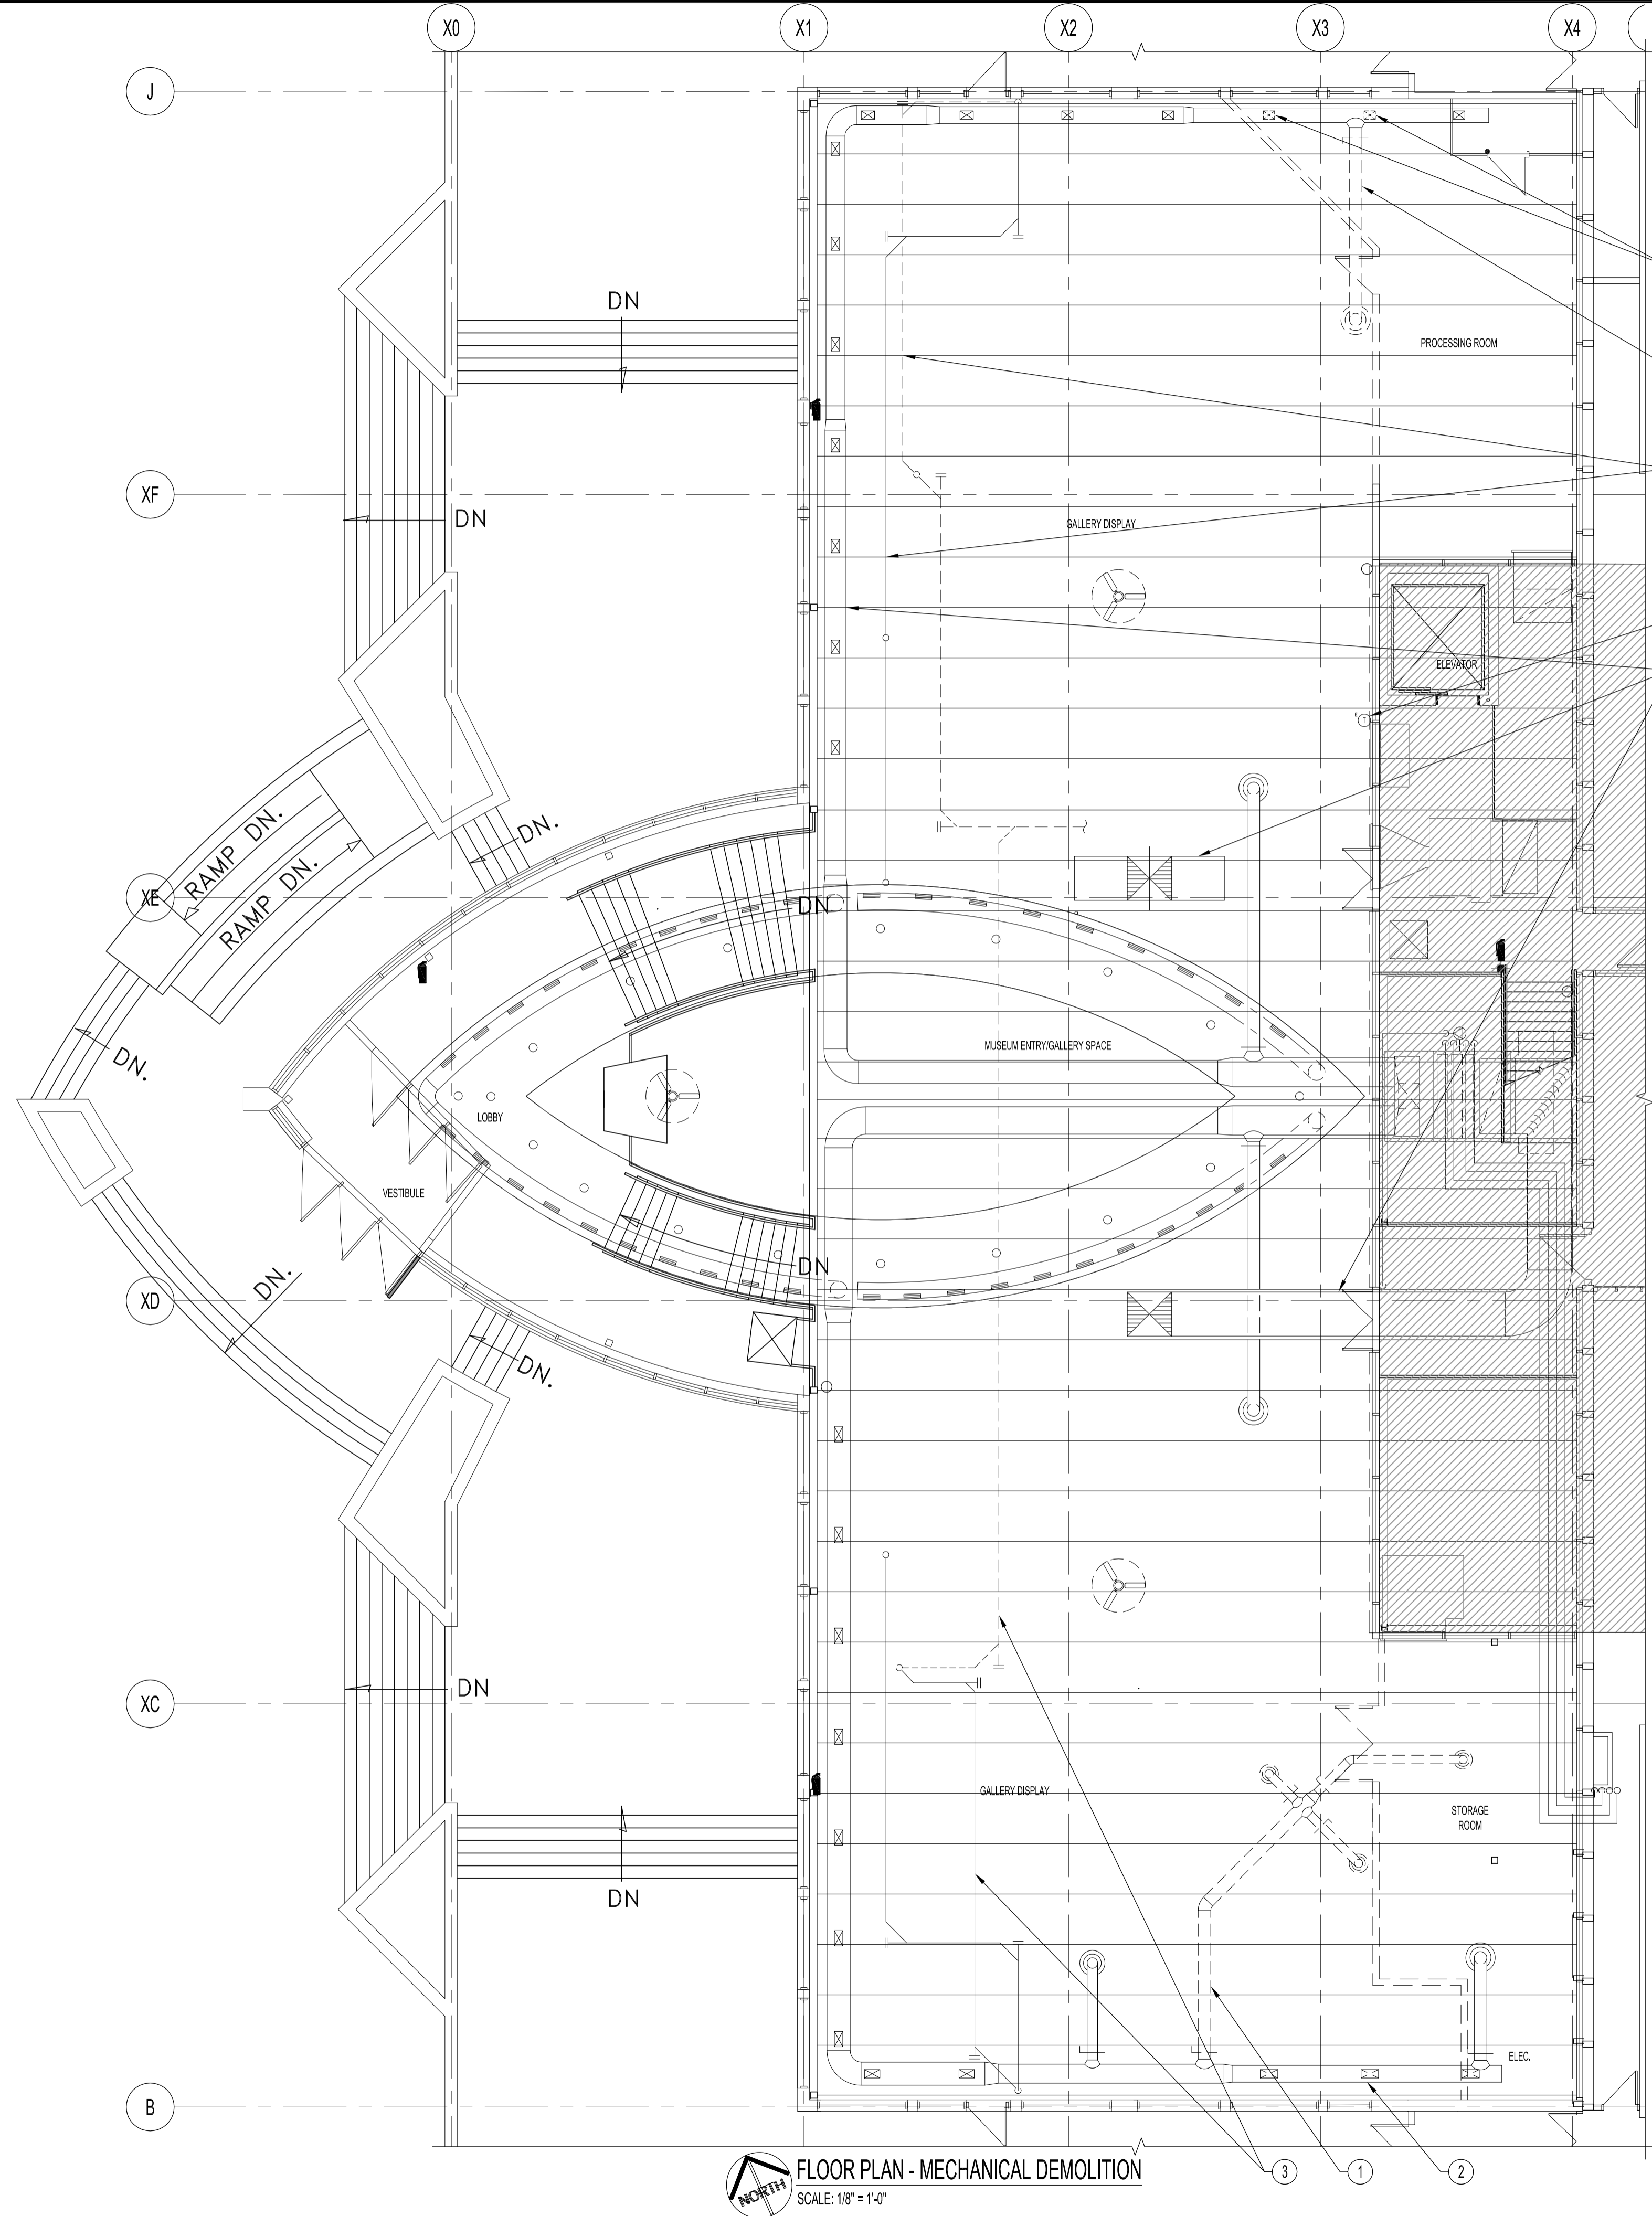 X0
X1
X2
X3
X4
J
DN
PROCESSING ROOM
XF
DN
GALLERY DISPLAY
ELEVATOR
T
RAMP DN.
RAMP DN.
DN.
XE
DN
MUSEUM ENTRY/GALLERY SPACE
DN.
LOBBY
VESTIBULE
DN
DN.
XD
DN.
DN
XC
GALLERY DISPLAY
STORAGE
ROOM
DN
ELEC.
B
NORTH
FLOOR PLAN - MECHANICAL DEMOLITION
SCALE: 1/8" = 1'-0"
3
1
2